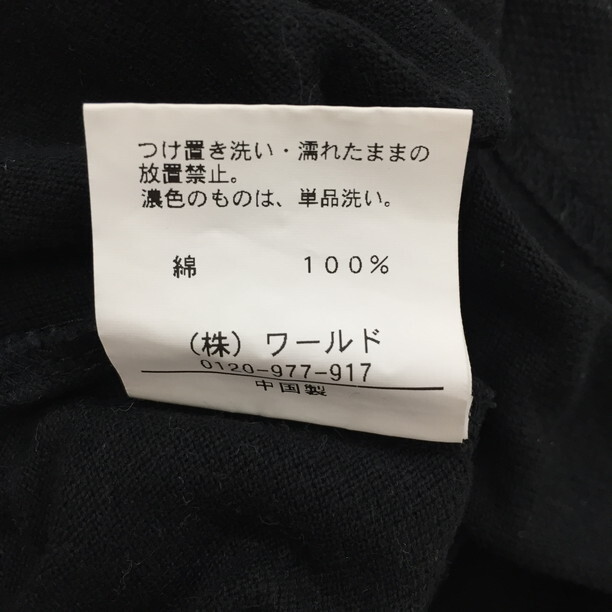 つけ置き洗い・濡れたままの
放置禁止。
濃色のものは、単品洗い。
綿 100%
(株)ワールド
0120-977-917
中国製